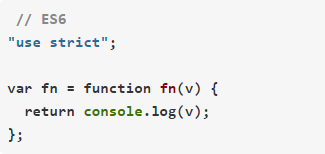 // ES6
"use strict";

var fn = function fn(v) {
  return console.log(v);
};